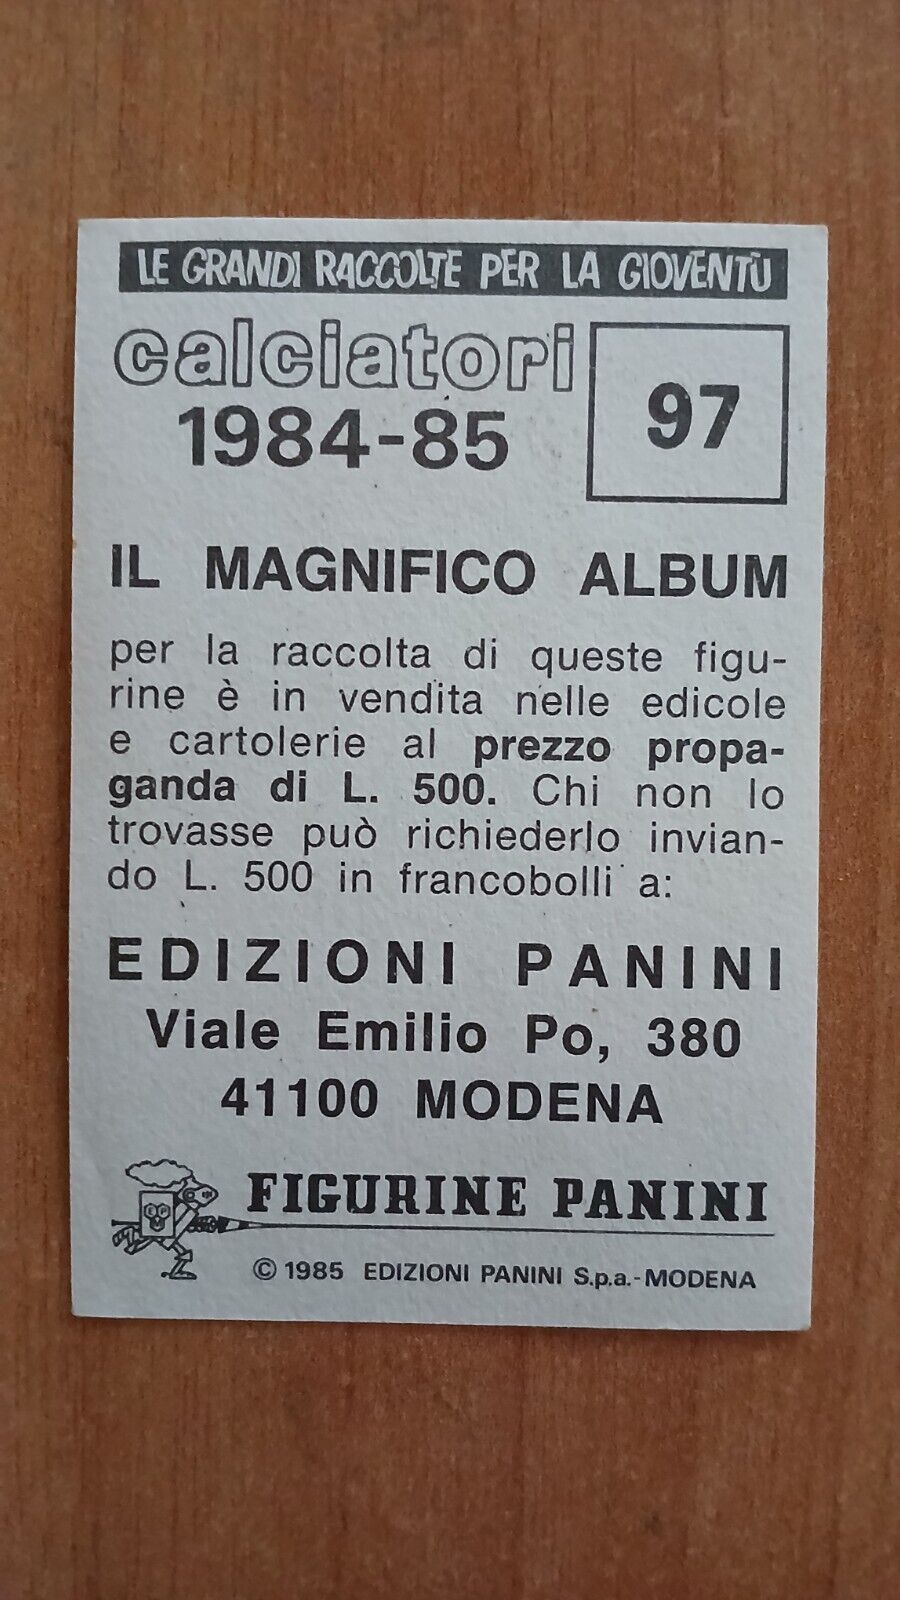 LE GRANDI RACCOLTE PER LA GIOVENTÙ
calciatori
1984-85
97
IL MAGNIFICO ALBUM
per la raccolta di queste figu-
rine è in vendita nelle edicole
e cartolerie al prezzo propa-
ganda di L. 500. Chi non lo
trovasse può richiederlo invian-
do L. 500 in francobolli a:
EDIZIONI PANINI
Viale Emilio Po, 380
41100 MODENA
FIGURINE PANINI
© 1985 EDIZIONI PANINI S.p.a.-MODENA